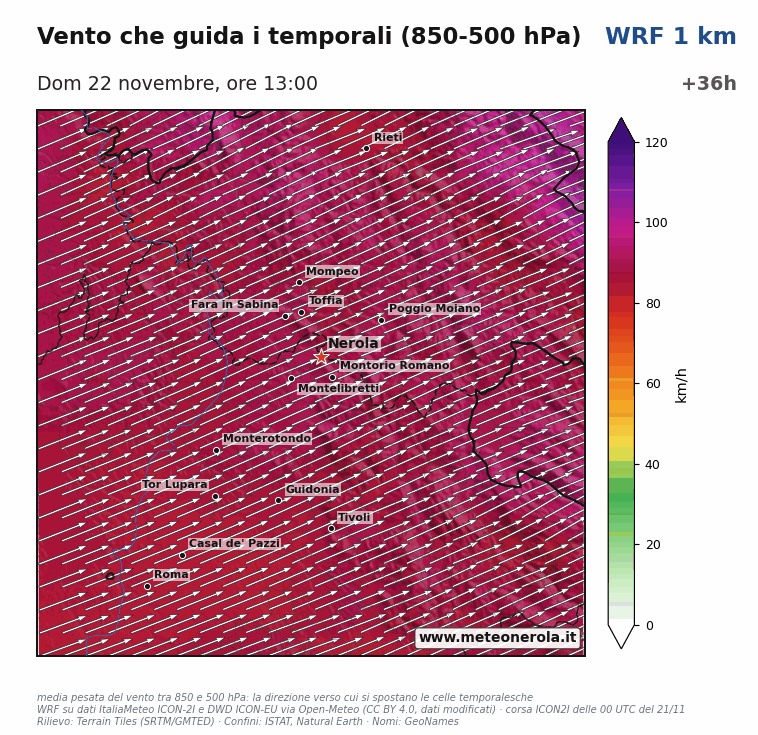 Vento che guida i temporali (850-500 hPa) WRF 1 km
Dom 22 novembre, ore 13:00 +36h
Rieti
Mompeo
Fara in Sabina
Toffia
Poggio Moiano
Nerola
Montorio Romano
Montelibretti
Monterotondo
Tor Lupara
Guidonia
Tivoli
Casal de' Pazzi
Roma
www.meteonerola.it
120
100
80
60
40
20
0
km/h
media pesata del vento tra 850 e 500 hPa: la direzione verso cui si spostano le celle temporalesche
WRF su dati ItaliaMeteo ICON-2I e DWD ICON-EU via Open-Meteo (CC BY 4.0, dati modificati) · corsa ICON2I delle 00 UTC del 21/11
Rilievo: Terrain Tiles (SRTM/GMTED) · Confini: ISTAT, Natural Earth · Nomi: GeoNames